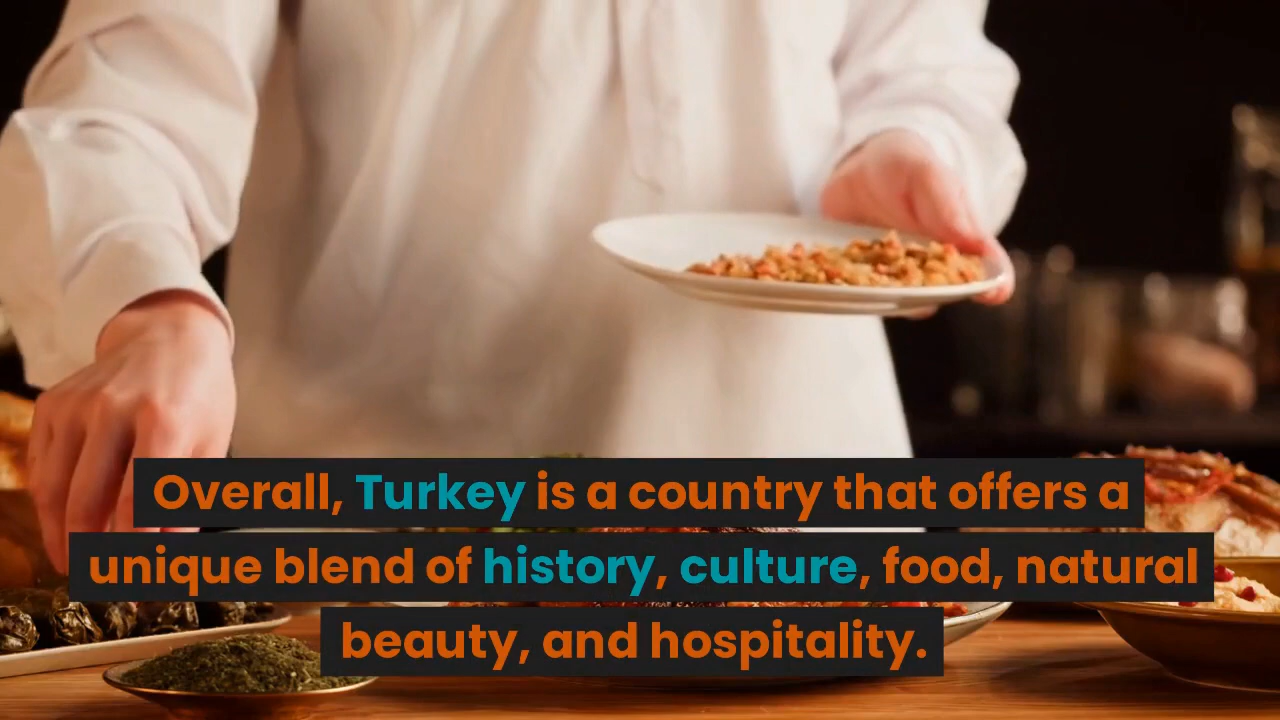 Overall, Turkey is a country that offers a
unique blend of history, culture, food, natural
beauty, and hospitality.